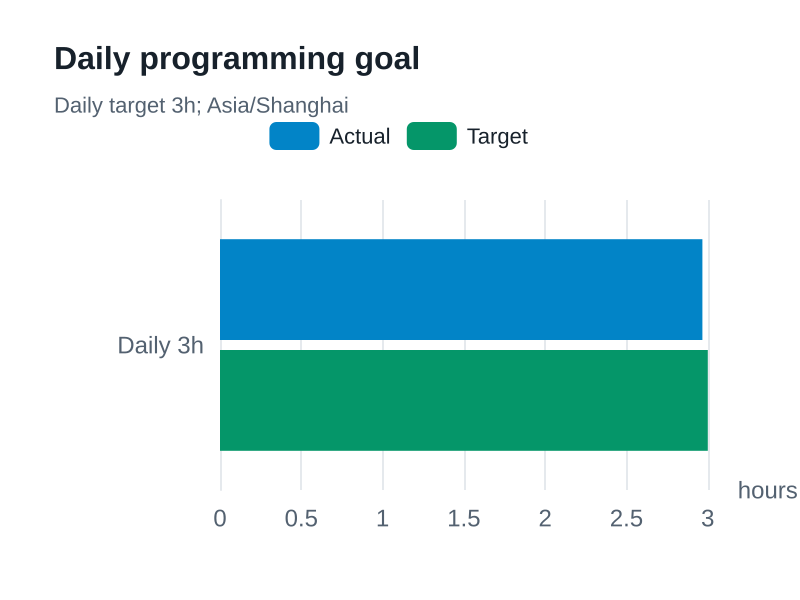 Daily programming goal
Daily target 3h; Asia/Shanghai
Actual Target
Daily 3h
hours
0 0.5 1 1.5 2 2.5 3